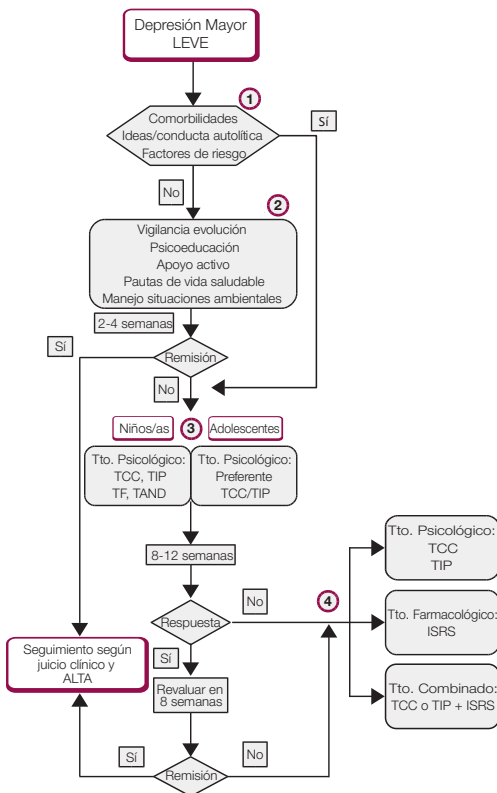 Depresión Mayor
LEVE
1
Comorbilidades
Ideas/conducta autolítica
Factores de riesgo
Sí
No
2
Vigilancia evolución
Psicoeducación
Apoyo activo
Pautas de vida saludable
Manejo situaciones ambientales
2-4 semanas
Sí
Remisión
No
Niños/as
3
Adolescentes
Tto. Psicológico:
TCC, TIP
TF, TAND
Tto. Psicológico:
Preferente
TCC/TIP
8-12 semanas
Respuesta
No
4
Tto. Psicológico:
TCC
TIP
Tto. Farmacológico:
ISRS
Tto. Combinado:
TCC o TIP + ISRS
Sí
Seguimiento según
juicio clínico y
ALTA
Revaluar en
8 semanas
Sí
Remisión
No